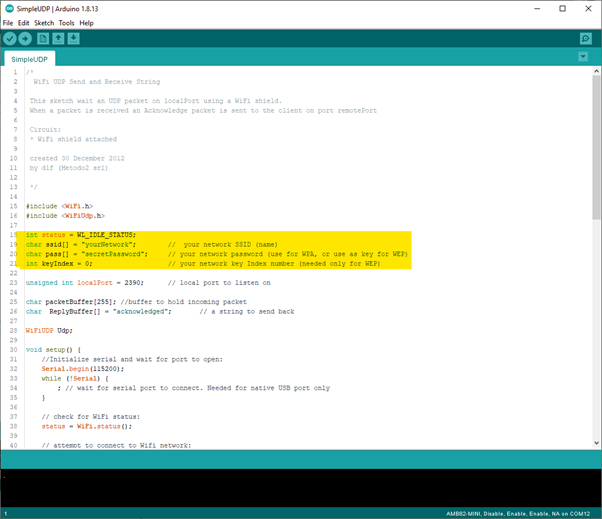 SimpleUDP | Arduino 1.8.13
File Edit Sketch Tools Help
SimpleUDP
1 /*
2 WiFi UDP Send and Receive String
3
4 This sketch wait an UDP packet on localPort using a WiFi shield.
5 When a packet is received an Acknowledge packet is sent to the client on port remotePort
6
7 Circuit:
8 * WiFi shield attached
9
10 created 30 December 2012
11 by dlf (Metodo2 srl)
12
13 */
14
15 #include <WiFi.h>
16 #include <WiFiUdp.h>
17
18 int status = WL_IDLE_STATUS;
19 char ssid[] = "yourNetwork"; // your network SSID (name)
20 char pass[] = "secretPassword"; // your network password (use for WPA, or use as key for WEP)
21 int keyIndex = 0; // your network key Index number (needed only for WEP)
22
23 unsigned int localPort = 2390; // local port to listen on
24
25 char packetBuffer[255]; //buffer to hold incoming packet
26 char ReplyBuffer[] = "acknowledged"; // a string to send back
27
28 WiFiUDP Udp;
29
30 void setup() {
31 //Initialize serial and wait for port to open:
32 Serial.begin(115200);
33 while (!Serial) {
34 ; // wait for serial port to connect. Needed for native USB port only
35 }
36
37 // check for WiFi status:
38 status = WiFi.status();
39
40 // attempt to connect to Wifi network:
1 AMB82-MINI, Disable, Enable, Enable, NA on COM12